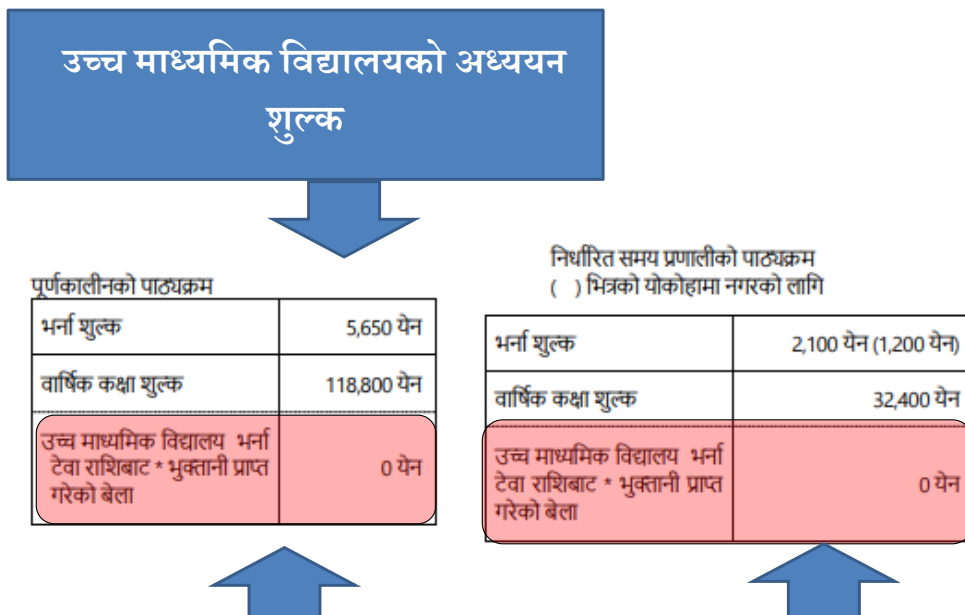 उच्च माध्यमिक विद्यालयको अध्ययन
शुल्क
पूर्णकालीनको पाठ्यक्रम
भर्ना शुल्क 5,650 येन
वार्षिक कक्षा शुल्क 118,800 येन
उच्च माध्यमिक विद्यालय भर्ना
टेवा राशिबाट * भुक्तानी प्राप्त 0 येन
गरेको बेला
निर्धारित समय प्रणालीको पाठ्यक्रम
( ) भित्रको योकोहामा नगरको लागि
भर्ना शुल्क 2,100 येन (1,200 येन)
वार्षिक कक्षा शुल्क 32,400 येन
उच्च माध्यमिक विद्यालय भर्ना
टेवा राशिबाट * भुक्तानी प्राप्त 0 येन
गरेको बेला